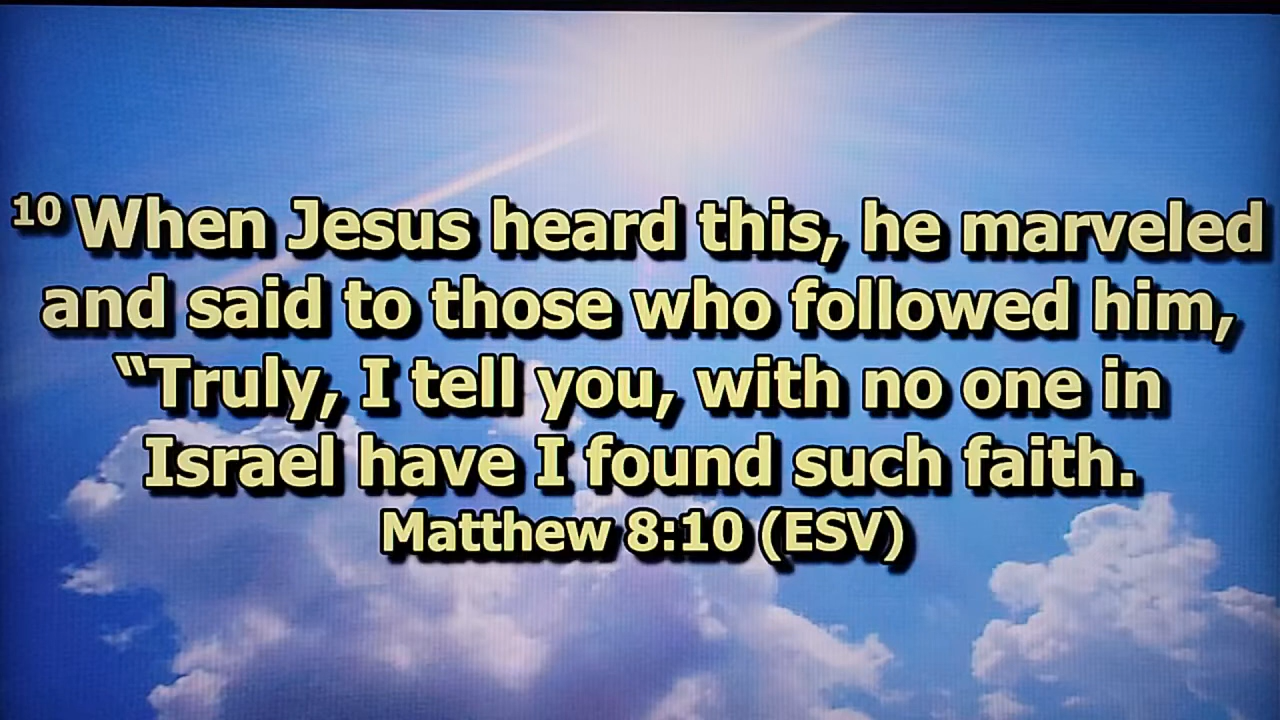 ¹⁰ When Jesus heard this, he marveled
and said to those who followed him,
“Truly, I tell you, with no one in
Israel have I found such faith.
Matthew 8:10 (ESV)